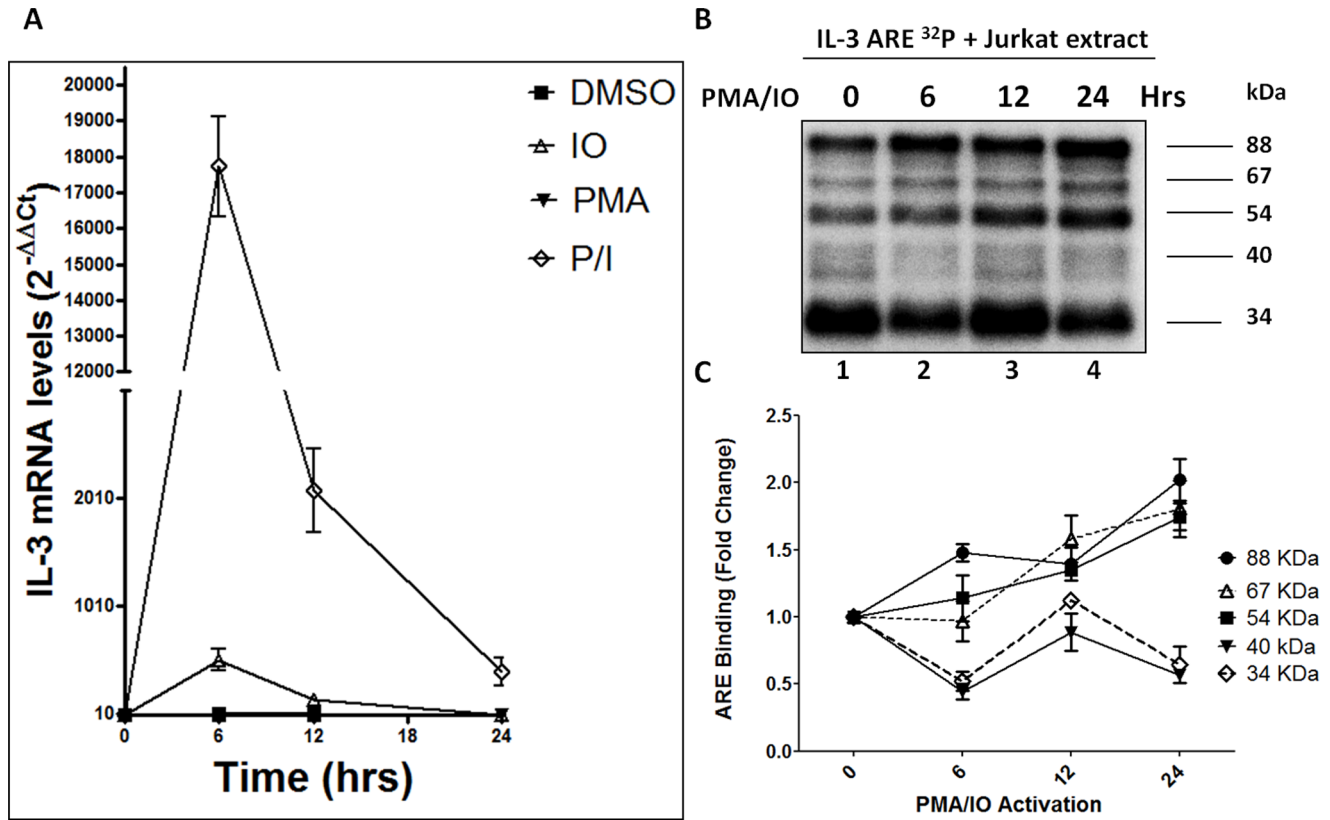 A
IL-3 mRNA levels (2^-ΔΔCt)
20000
19000
18000
17000
16000
15000
14000
13000
12000
2010
1010
10
0 6 12 18 24
Time (hrs)
DMSO
IO
PMA
P/I
B
IL-3 ARE ³²P + Jurkat extract
PMA/IO 0 6 12 24 Hrs
kDa
88
67
54
40
34
1 2 3 4
C
ARE Binding (Fold Change)
2.5
2.0
1.5
1.0
0.5
0.0
0 6 12 24
PMA/IO Activation
88 KDa
67 KDa
54 KDa
40 kDa
34 KDa